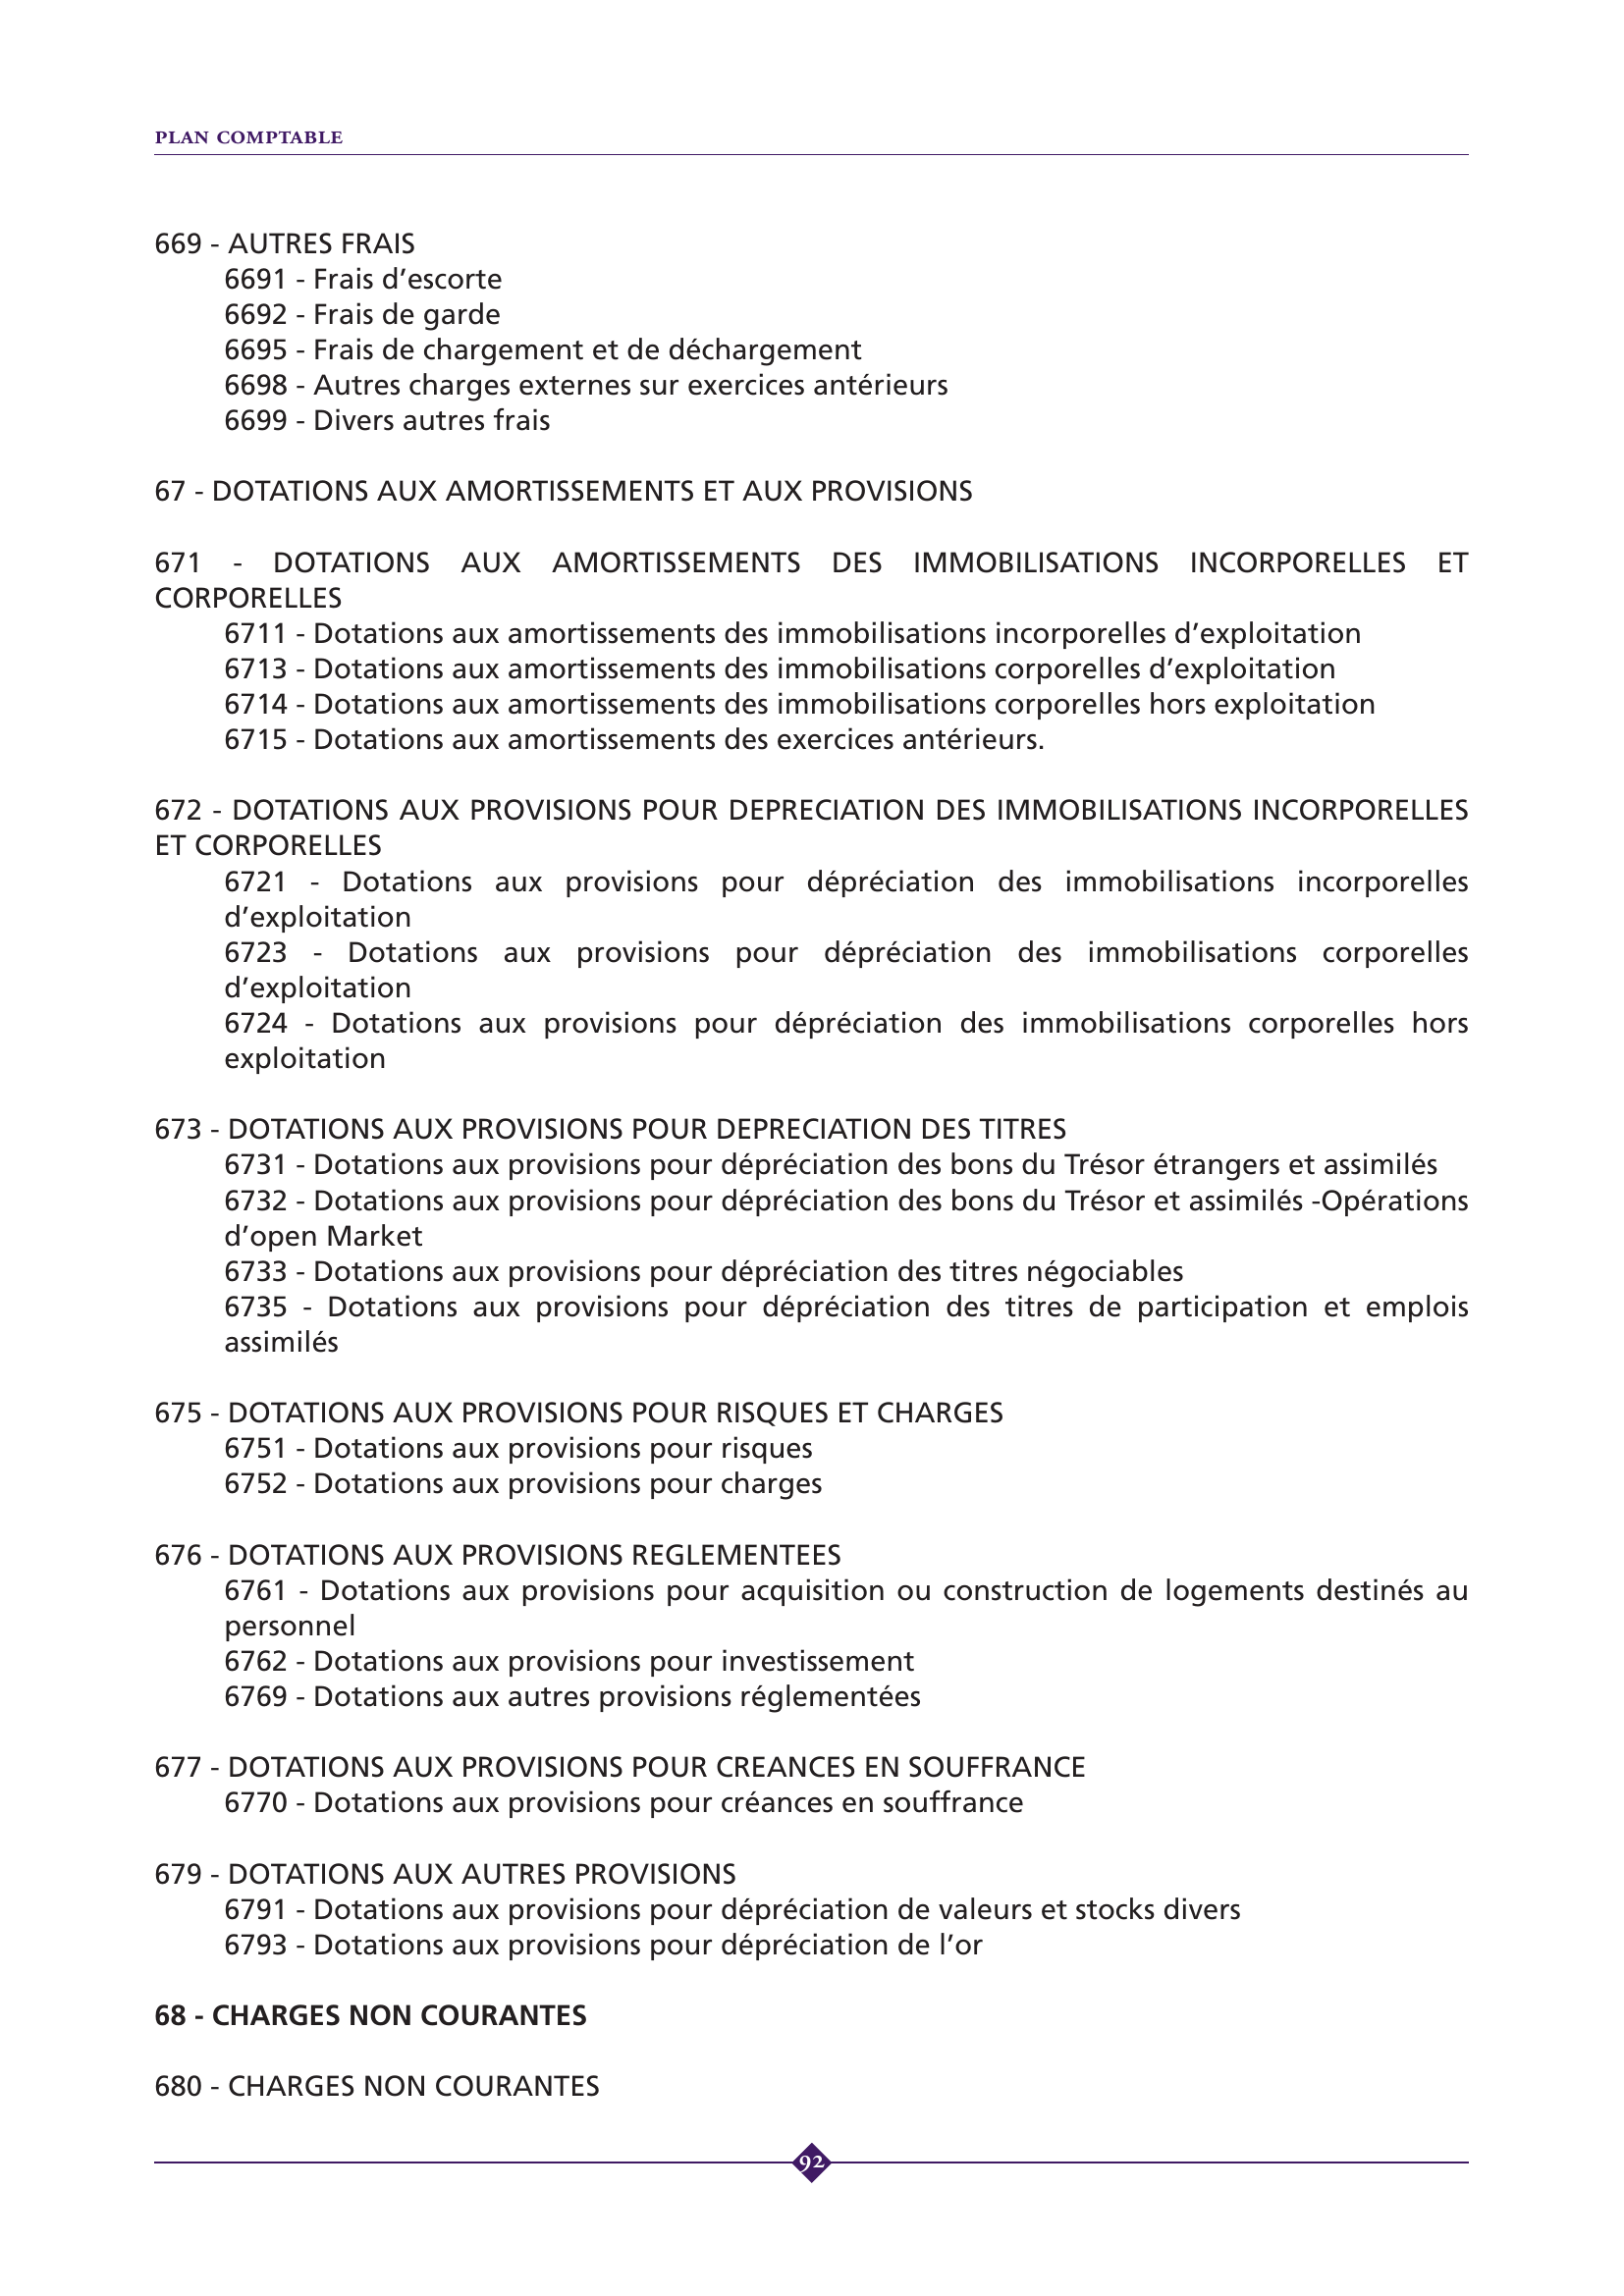 PLAN COMPTABLE
669 - AUTRES FRAIS
6691 - Frais d’escorte
6692 - Frais de garde
6695 - Frais de chargement et de déchargement
6698 - Autres charges externes sur exercices antérieurs
6699 - Divers autres frais
67 - DOTATIONS AUX AMORTISSEMENTS ET AUX PROVISIONS
671 - DOTATIONS AUX AMORTISSEMENTS DES IMMOBILISATIONS INCORPORELLES ET
CORPORELLES
6711 - Dotations aux amortissements des immobilisations incorporelles d’exploitation
6713 - Dotations aux amortissements des immobilisations corporelles d’exploitation
6714 - Dotations aux amortissements des immobilisations corporelles hors exploitation
6715 - Dotations aux amortissements des exercices antérieurs.
672 - DOTATIONS AUX PROVISIONS POUR DEPRECIATION DES IMMOBILISATIONS INCORPORELLES
ET CORPORELLES
6721 - Dotations aux provisions pour dépréciation des immobilisations incorporelles
d’exploitation
6723 - Dotations aux provisions pour dépréciation des immobilisations corporelles
d’exploitation
6724 - Dotations aux provisions pour dépréciation des immobilisations corporelles hors
exploitation
673 - DOTATIONS AUX PROVISIONS POUR DEPRECIATION DES TITRES
6731 - Dotations aux provisions pour dépréciation des bons du Trésor étrangers et assimilés
6732 - Dotations aux provisions pour dépréciation des bons du Trésor et assimilés -Opérations
d’open Market
6733 - Dotations aux provisions pour dépréciation des titres négociables
6735 - Dotations aux provisions pour dépréciation des titres de participation et emplois
assimilés
675 - DOTATIONS AUX PROVISIONS POUR RISQUES ET CHARGES
6751 - Dotations aux provisions pour risques
6752 - Dotations aux provisions pour charges
676 - DOTATIONS AUX PROVISIONS REGLEMENTEES
6761 - Dotations aux provisions pour acquisition ou construction de logements destinés au
personnel
6762 - Dotations aux provisions pour investissement
6769 - Dotations aux autres provisions réglementées
677 - DOTATIONS AUX PROVISIONS POUR CREANCES EN SOUFFRANCE
6770 - Dotations aux provisions pour créances en souffrance
679 - DOTATIONS AUX AUTRES PROVISIONS
6791 - Dotations aux provisions pour dépréciation de valeurs et stocks divers
6793 - Dotations aux provisions pour dépréciation de l’or
68 - CHARGES NON COURANTES
680 - CHARGES NON COURANTES
92